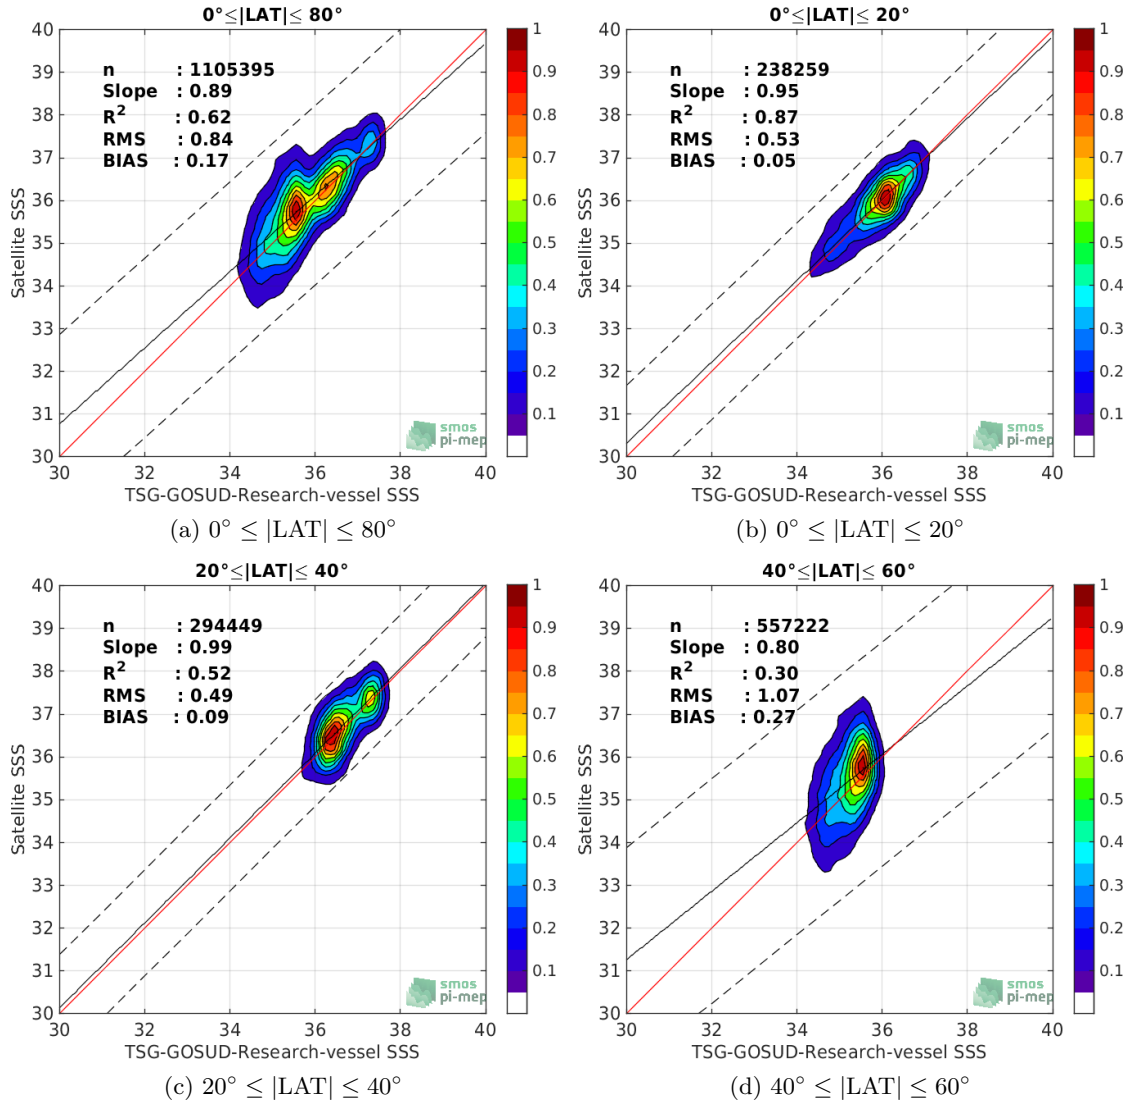 0°≤|LAT|≤ 80°
n : 1105395
Slope : 0.89
R² : 0.62
RMS : 0.84
BIAS : 0.17
40
39
38
37
36
35
34
33
32
31
30
30 32 34 36 38 40
Satellite SSS
TSG-GOSUD-Research-vessel SSS
1
0.9
0.8
0.7
0.6
0.5
0.4
0.3
0.2
0.1
smos
pi-mep
(a) 0° ≤ |LAT| ≤ 80°
0°≤|LAT|≤ 20°
n : 238259
Slope : 0.95
R² : 0.87
RMS : 0.53
BIAS : 0.05
40
39
38
37
36
35
34
33
32
31
30
30 32 34 36 38 40
Satellite SSS
TSG-GOSUD-Research-vessel SSS
1
0.9
0.8
0.7
0.6
0.5
0.4
0.3
0.2
0.1
smos
pi-mep
(b) 0° ≤ |LAT| ≤ 20°
20°≤|LAT|≤ 40°
n : 294449
Slope : 0.99
R² : 0.52
RMS : 0.49
BIAS : 0.09
40
39
38
37
36
35
34
33
32
31
30
30 32 34 36 38 40
Satellite SSS
TSG-GOSUD-Research-vessel SSS
1
0.9
0.8
0.7
0.6
0.5
0.4
0.3
0.2
0.1
smos
pi-mep
(c) 20° ≤ |LAT| ≤ 40°
40°≤|LAT|≤ 60°
n : 557222
Slope : 0.80
R² : 0.30
RMS : 1.07
BIAS : 0.27
40
39
38
37
36
35
34
33
32
31
30
30 32 34 36 38 40
Satellite SSS
TSG-GOSUD-Research-vessel SSS
1
0.9
0.8
0.7
0.6
0.5
0.4
0.3
0.2
0.1
smos
pi-mep
(d) 40° ≤ |LAT| ≤ 60°